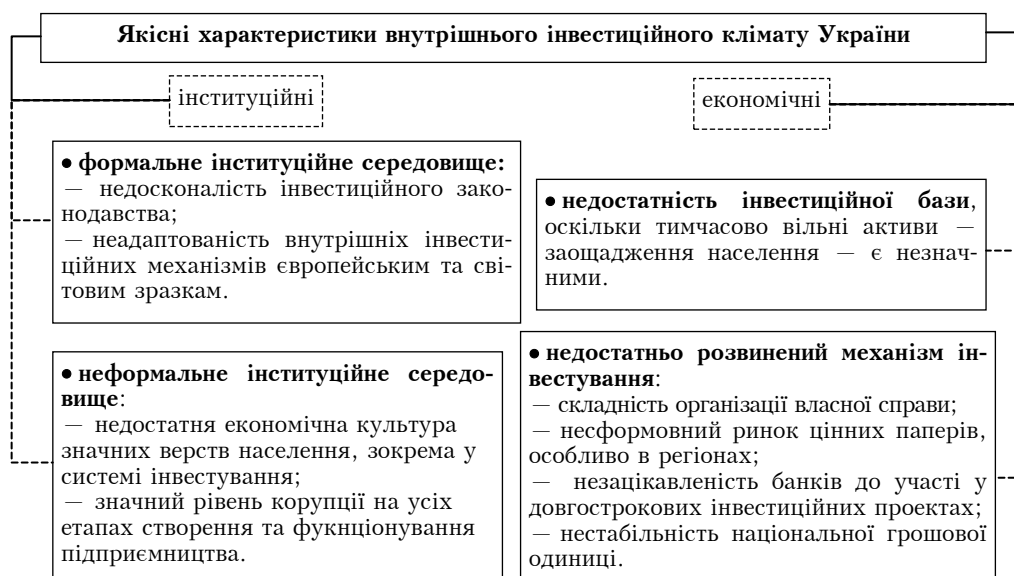 Якісні характеристики внутрішнього інвестиційного клімату України
інституційні
економічні
● формальне інституційне середовище:
— недосконалість інвестиційного зако-
нодавства;
— неадаптованість внутрішніх інвести-
ційних механізмів європейським та сві-
товим зразкам.
● недостатність інвестиційної бази,
оскільки тимчасово вільні активи —
заощадження населення — є незнач-
ними.
● неформальне інституційне середо-
вище:
— недостатня економічна культура
значних верств населення, зокрема у
системі інвестування;
— значний рівень корупції на усіх
етапах створення та фукнціонування
підприємництва.
● недостатньо розвинений механізм ін-
вестування:
— складність організації власної справи;
— несформовний ринок цінних паперів,
особливо в регіонах;
— незацікавленість банків до участі у
довгострокових інвестиційних проектах;
— нестабільність національної грошової
одиниці.